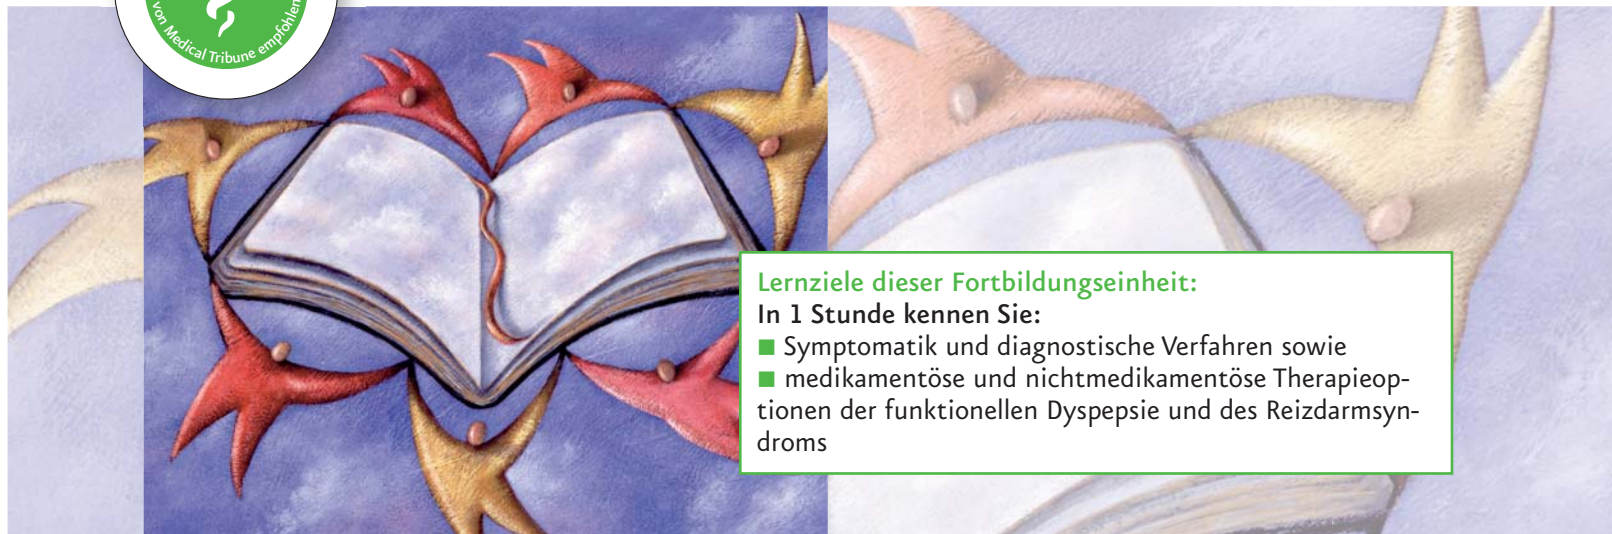 von Medical Tribune empfohlen
Lernziele dieser Fortbildungseinheit:
In 1 Stunde kennen Sie:
■ Symptomatik und diagnostische Verfahren sowie
■ medikamentöse und nichtmedikamentöse Therapieop-
tionen der funktionellen Dyspepsie und des Reizdarmsyn-
droms